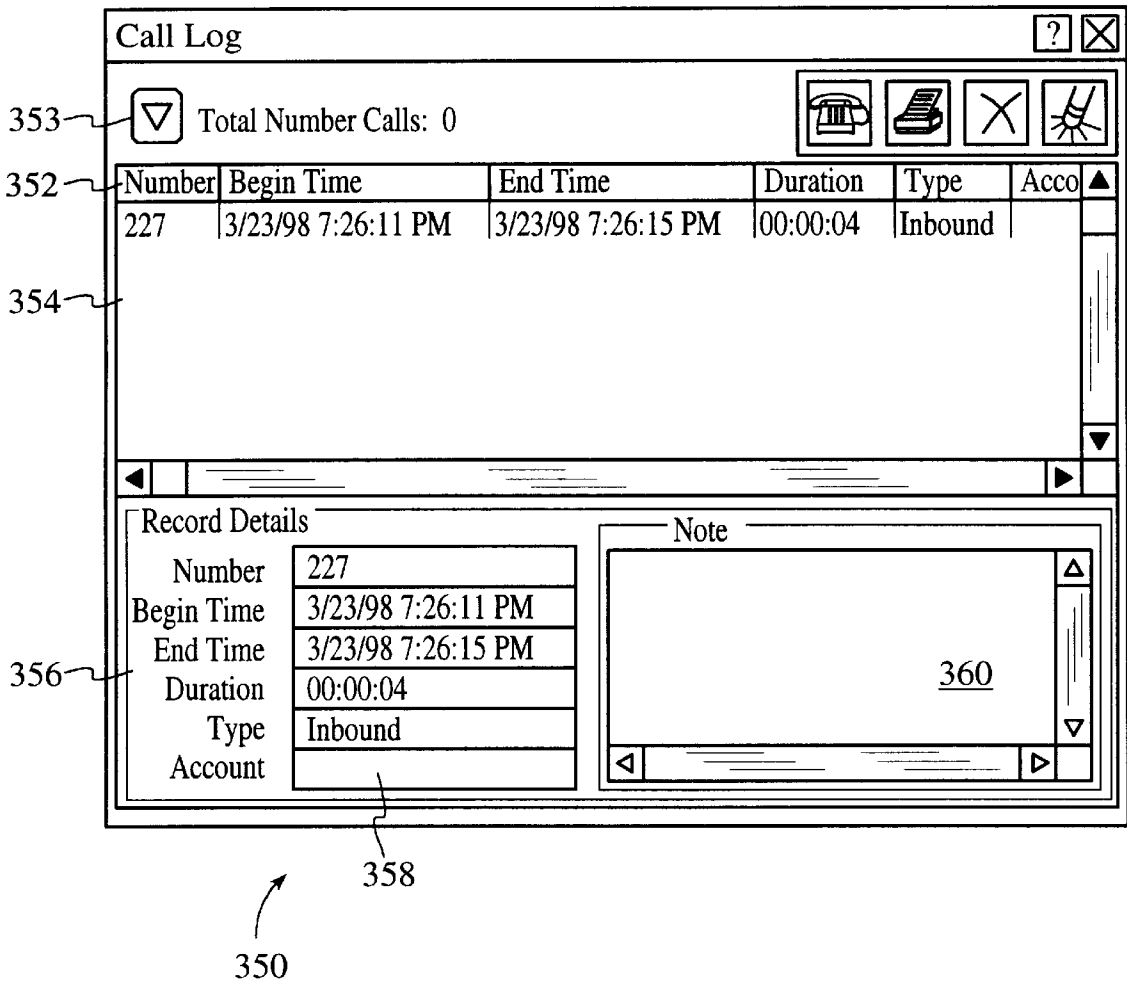 Call Log ?
353 Total Number Calls: 0
352 Number Begin Time End Time Duration Type Acco
227 3/23/98 7:26:11 PM 3/23/98 7:26:15 PM 00:00:04 Inbound
354
Record Details
Number 227
Begin Time 3/23/98 7:26:11 PM
End Time 3/23/98 7:26:15 PM
356
Duration 00:00:04
Type Inbound
Account
Note
360
358
350